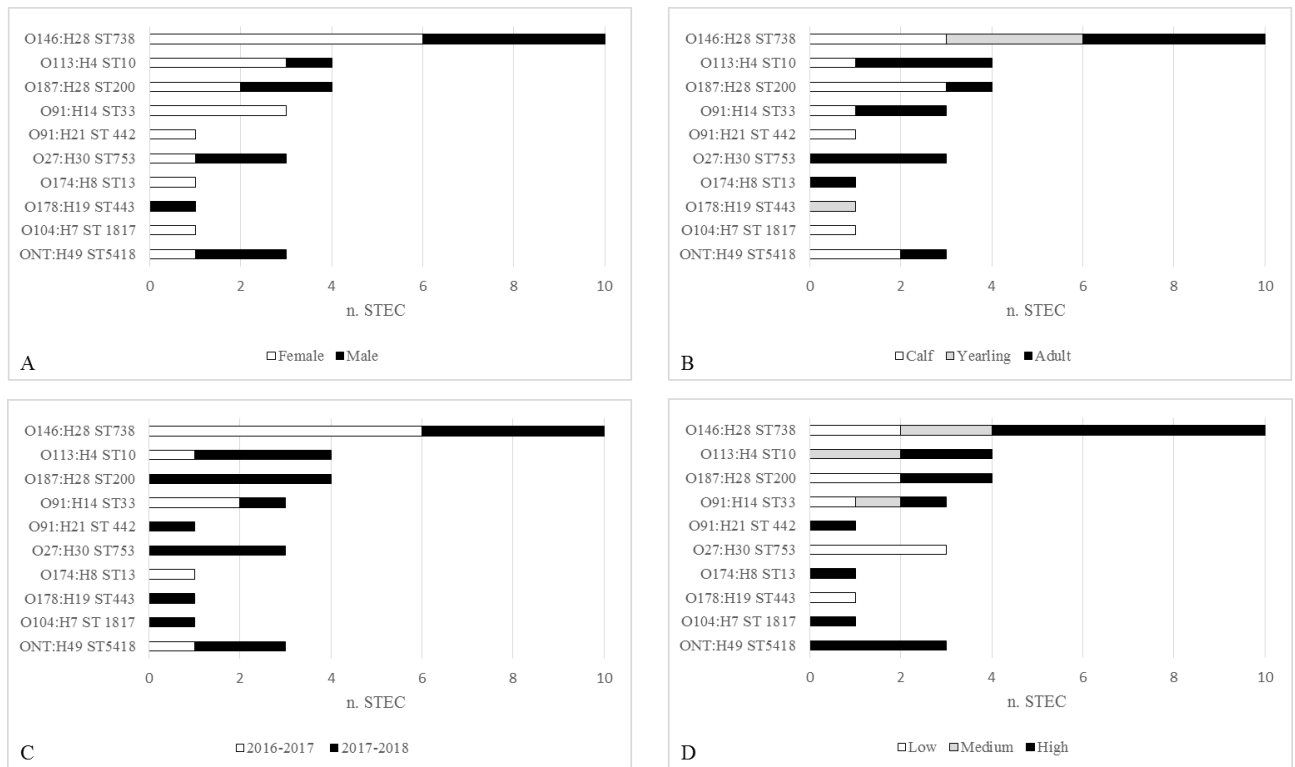 O146:H28 ST738
O113:H4 ST10
O187:H28 ST200
O91:H14 ST33
O91:H21 ST 442
O27:H30 ST753
O174:H8 ST13
O178:H19 ST443
O104:H7 ST 1817
ONT:H49 ST5418
0 2 4 6 8 10
n. STEC
Female Male
A
O146:H28 ST738
O113:H4 ST10
O187:H28 ST200
O91:H14 ST33
O91:H21 ST 442
O27:H30 ST753
O174:H8 ST13
O178:H19 ST443
O104:H7 ST 1817
ONT:H49 ST5418
0 2 4 6 8 10
n. STEC
Calf Yearling Adult
B
O146:H28 ST738
O113:H4 ST10
O187:H28 ST200
O91:H14 ST33
O91:H21 ST 442
O27:H30 ST753
O174:H8 ST13
O178:H19 ST443
O104:H7 ST 1817
ONT:H49 ST5418
0 2 4 6 8 10
n. STEC
2016-2017 2017-2018
C
O146:H28 ST738
O113:H4 ST10
O187:H28 ST200
O91:H14 ST33
O91:H21 ST 442
O27:H30 ST753
O174:H8 ST13
O178:H19 ST443
O104:H7 ST 1817
ONT:H49 ST5418
0 2 4 6 8 10
n. STEC
Low Medium High
D